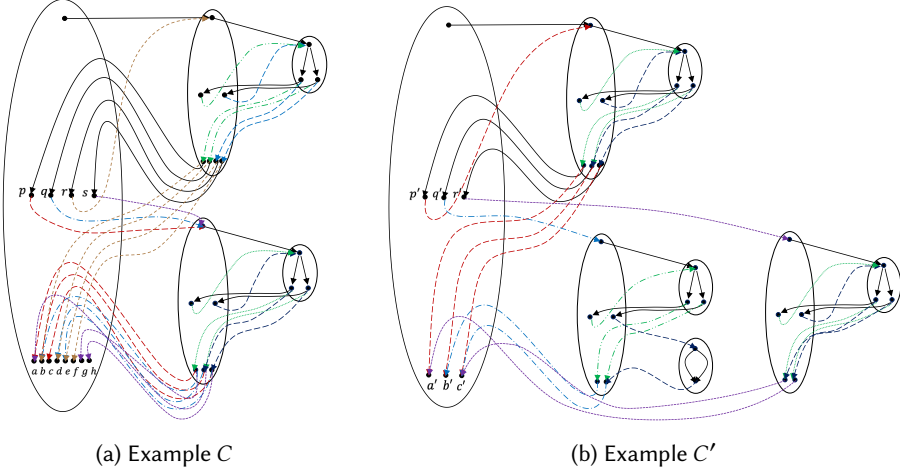 p q r s
p' q' r'
a b c d e f g h
a' b' c'
(a) Example C
(b) Example C'